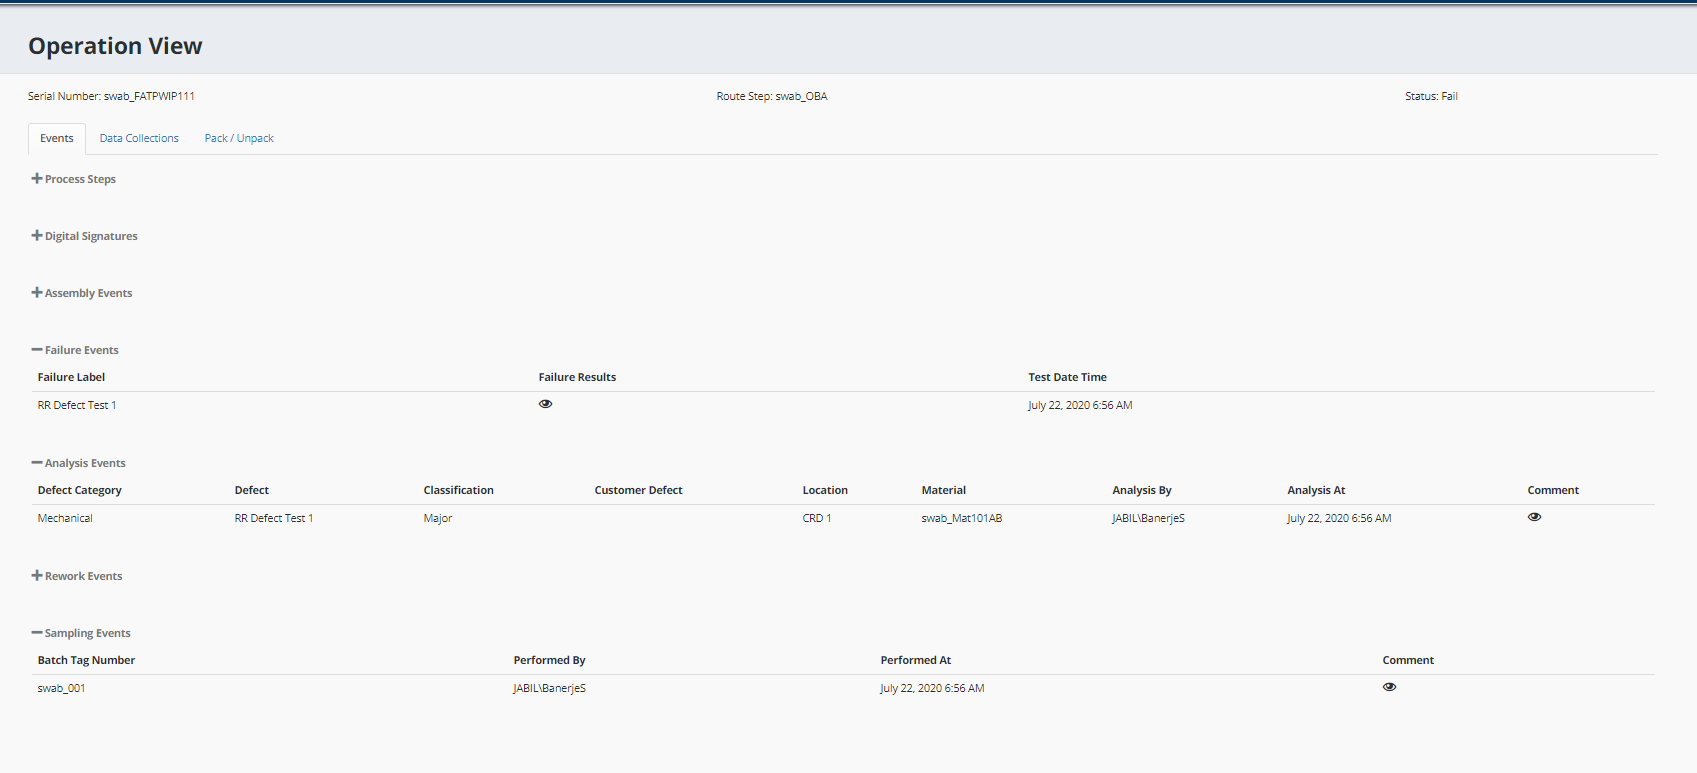 Operation View
Serial Number: swab_FATPWIP111 Route Step: swab_OBA Status: Fail
Events Data Collections Pack / Unpack
Process Steps
Digital Signatures
Assembly Events
Failure Events
Failure Label Failure Results Test Date Time
RR Defect Test 1 July 22, 2020 6:56 AM
Analysis Events
Defect Category Defect Classification Customer Defect Location Material Analysis By Analysis At Comment
Mechanical RR Defect Test 1 Major CRD 1 swab_Mat101AB JABIL\BanerjeS July 22, 2020 6:56 AM
Rework Events
Sampling Events
Batch Tag Number Performed By Performed At Comment
swab_001 JABIL\BanerjeS July 22, 2020 6:56 AM